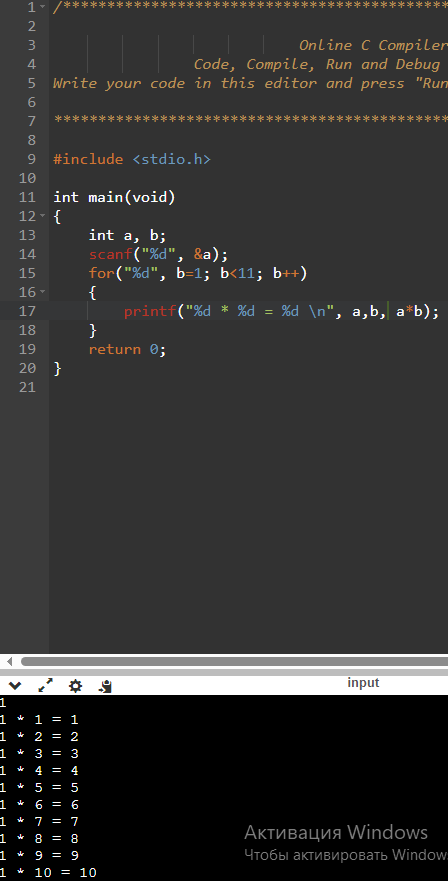 1 /********************************************
2
3 Online C Compiler
4 Code, Compile, Run and Debug
5 Write your code in this editor and press "Run
6
7 *********************************************
8
9 #include <stdio.h>
10
11 int main(void)
12 {
13 int a, b;
14 scanf("%d", &a);
15 for("%d", b=1; b<11; b++)
16 {
17 printf("%d * %d = %d \n", a,b, a*b);
18 }
19 return 0;
20 }
21
input
1
1 * 1 = 1
1 * 2 = 2
1 * 3 = 3
1 * 4 = 4
1 * 5 = 5
1 * 6 = 6
1 * 7 = 7
1 * 8 = 8
1 * 9 = 9
1 * 10 = 10
Активация Windows
Чтобы активировать Window